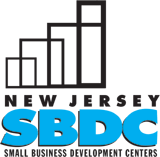 NEW JERSEY
SBDC
SMALL BUSINESS DEVELOPMENT CENTERS